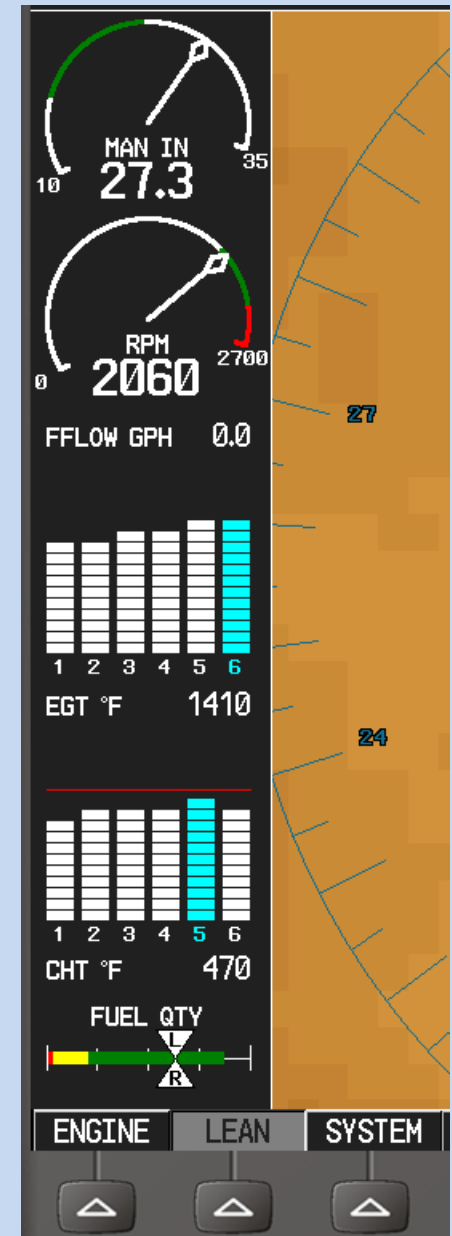 MAN IN
10 27.3 35
RPM
0 2060 2700
FFLOW GPH 0.0
1 2 3 4 5 6
EGT °F 1410
1 2 3 4 5 6
CHT °F 470
FUEL QTY
L
R
27
24
ENGINE LEAN SYSTEM